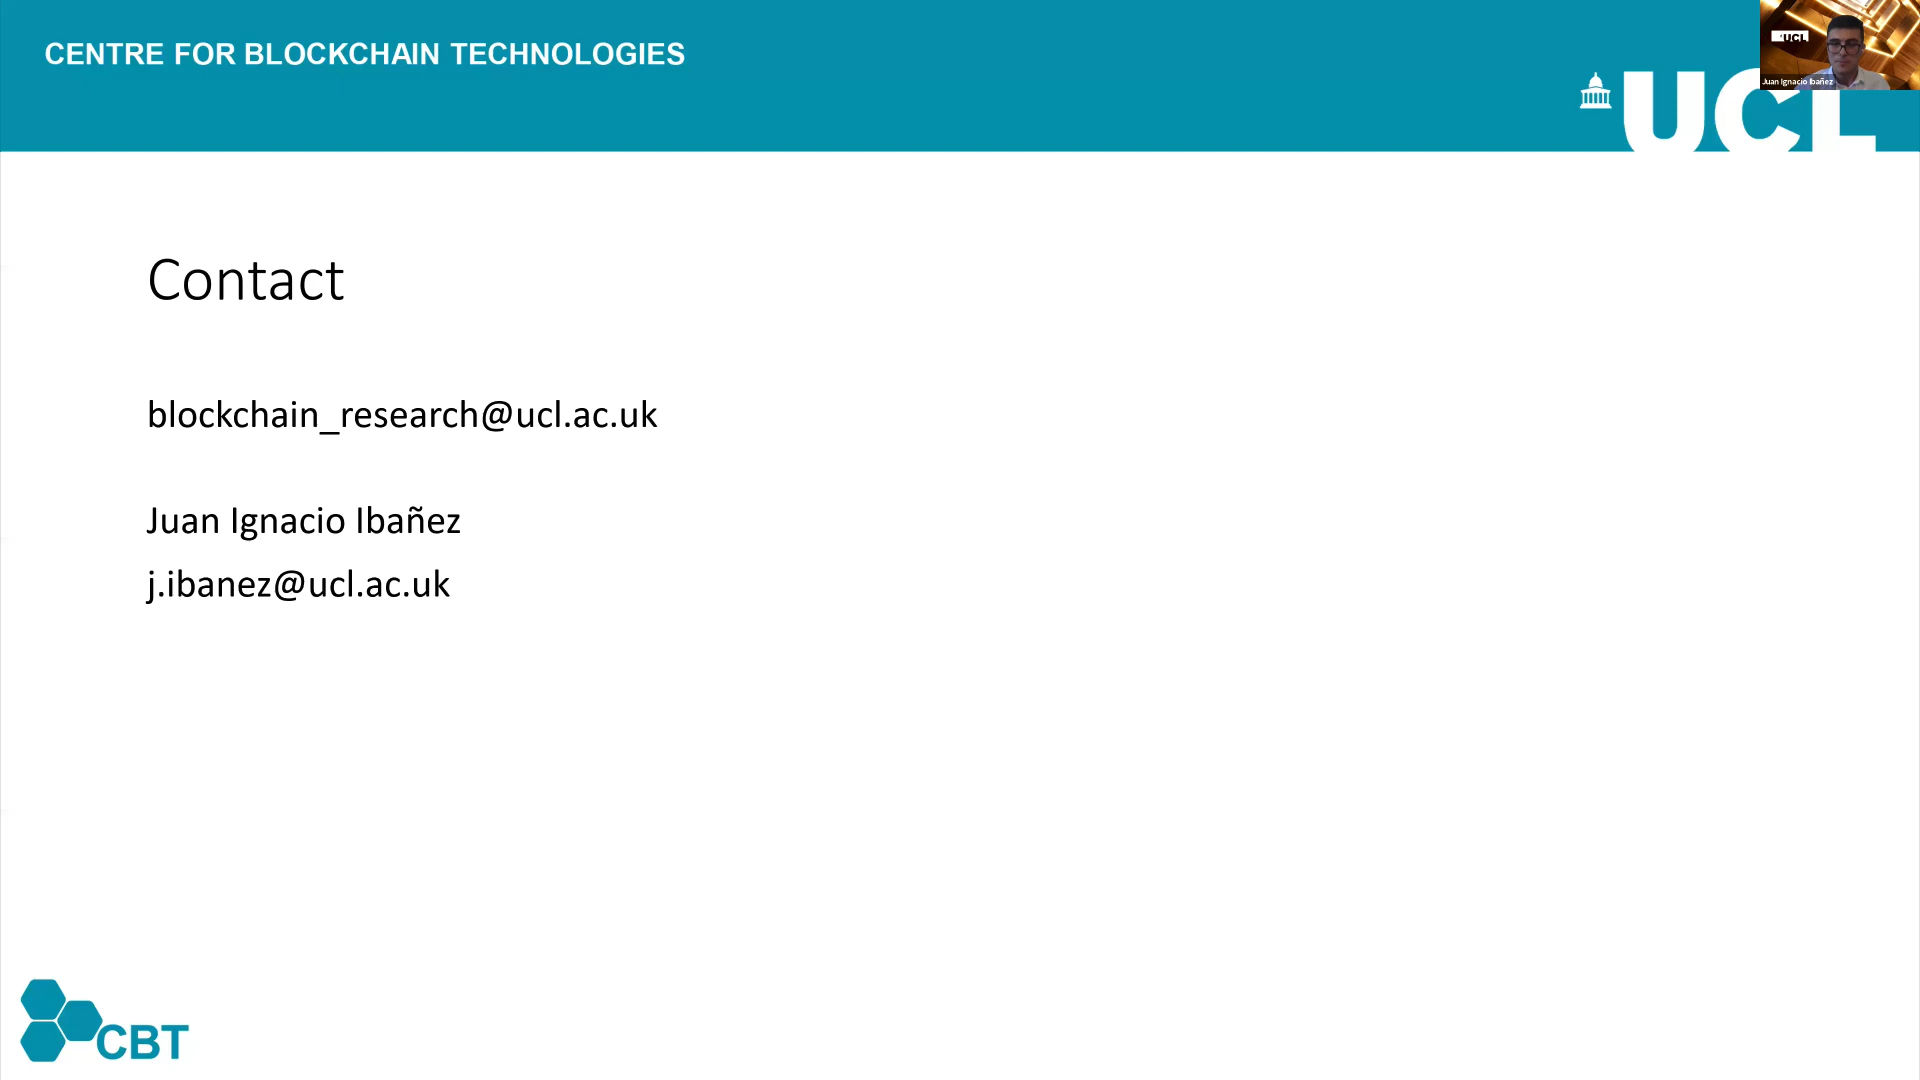 CENTRE FOR BLOCKCHAIN TECHNOLOGIES
UCL
Juan Ignacio Ibañez
UCL
Contact
blockchain_research@ucl.ac.uk
Juan Ignacio Ibañez
j.ibanez@ucl.ac.uk
CBT